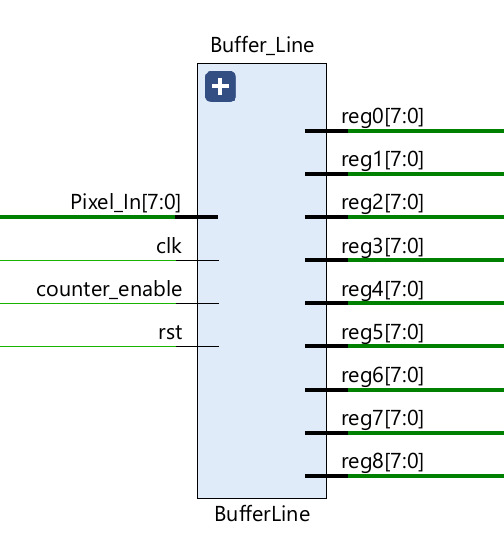 Buffer_Line
reg0[7:0]
reg1[7:0]
Pixel_In[7:0]
reg2[7:0]
clk
reg3[7:0]
counter_enable
reg4[7:0]
rst
reg5[7:0]
reg6[7:0]
reg7[7:0]
reg8[7:0]
BufferLine